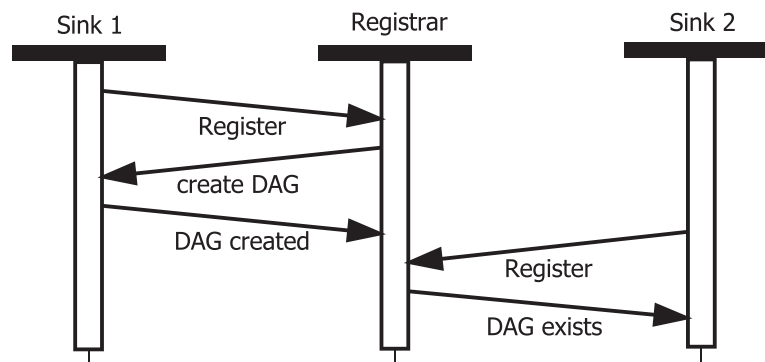 Sink 1
Registrar
Sink 2
Register
create DAG
DAG created
Register
DAG exists